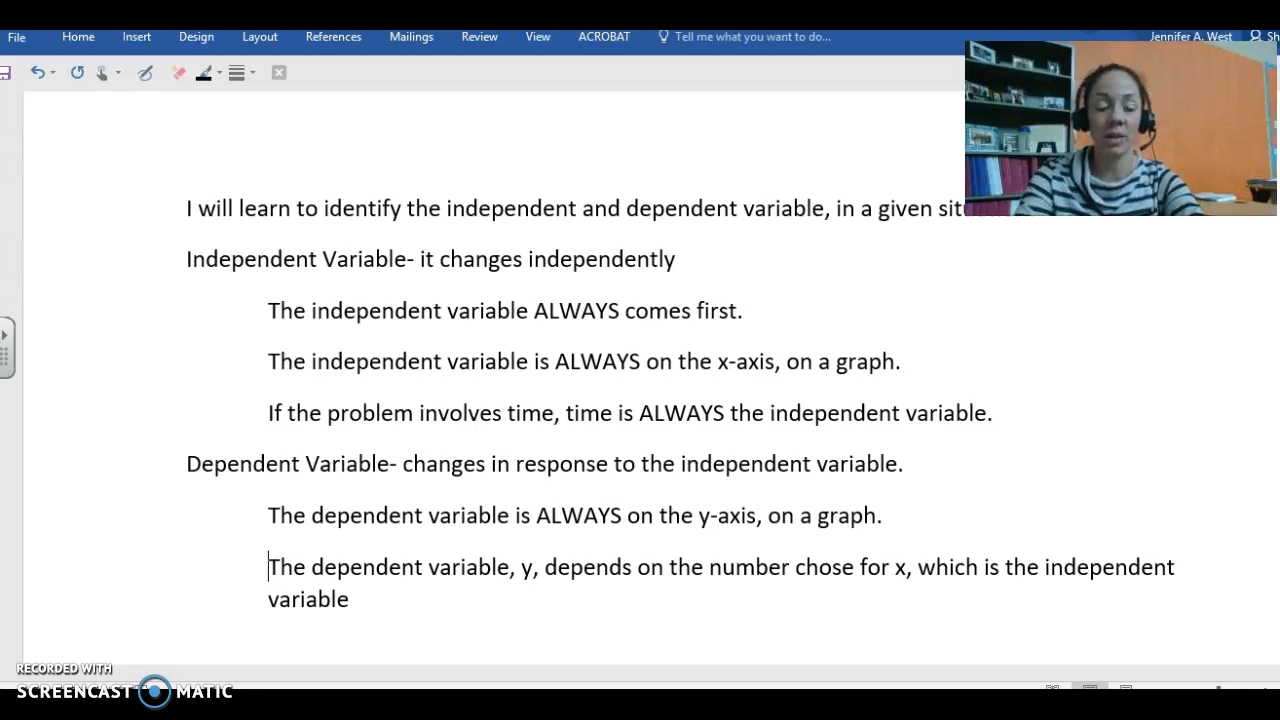 File Home Insert Design Layout References Mailings Review View ACROBAT Tell me what you want to do... Jennifer A. West
I will learn to identify the independent and dependent variable, in a given
Independent Variable- it changes independently
The independent variable ALWAYS comes first.
The independent variable is ALWAYS on the x-axis, on a graph.
If the problem involves time, time is ALWAYS the independent variable.
Dependent Variable- changes in response to the independent variable.
The dependent variable is ALWAYS on the y-axis, on a graph.
The dependent variable, y, depends on the number chose for x, which is the independent
variable
RECORDED WITH
SCREENCAST MATIC